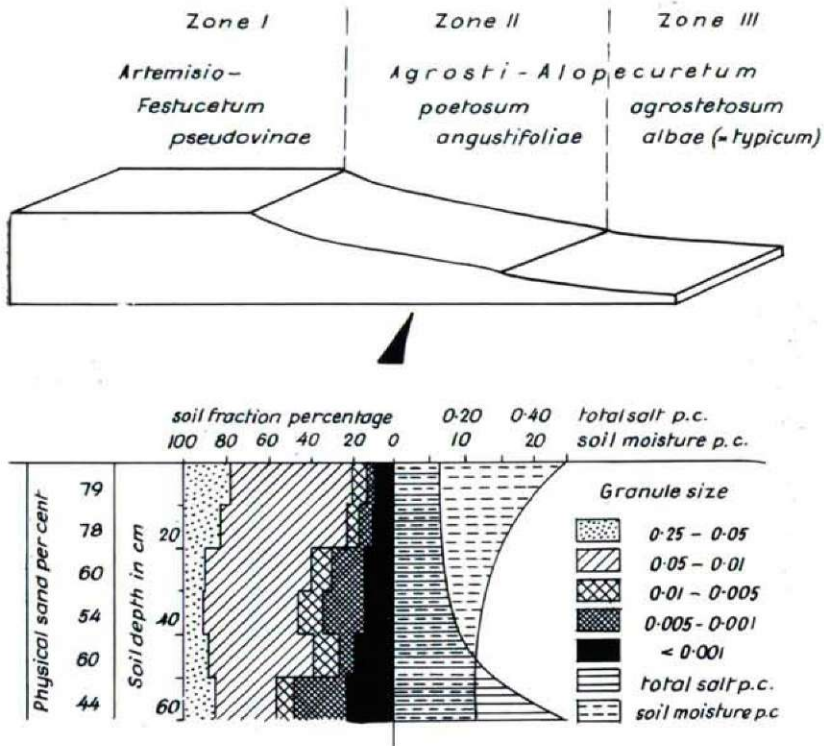 Zone I Zone II Zone III
Artemisio- Agrosti-Alopecuretum
Festucetum poetosum agrostetosum
pseudovinae angustifoliae albae (=typicum)
soil fraction percentage 0·20 0·40 total salt p.c.
100 80 60 40 20 0 10 20 soil moisture p.c.
Physical sand per cent
79
78
60
54
60
44
Soil depth in cm
20
40
60
Granule size
0·25 - 0·05
0·05 - 0·01
0·01 - 0·005
0·005 - 0·001
< 0·001
total salt p.c.
soil moisture p.c